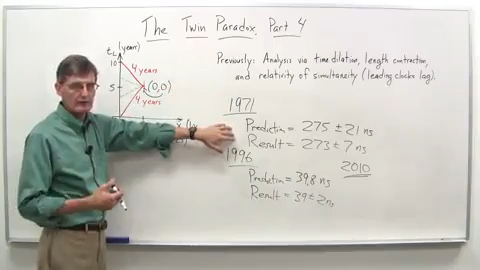 The Twin Paradox, Part 4
Previously: Analysis via time dilation, length contraction,
and relativity of simultaneity (leading clocks lag).
t_L (years)
10
4 years
5
(0,0)
4 years
1971
Prediction = 275 ± 21 ns
Result = 273 ± 7 ns
1996
2010
Prediction = 39.8 ns
Result = 39 ± 2 ns